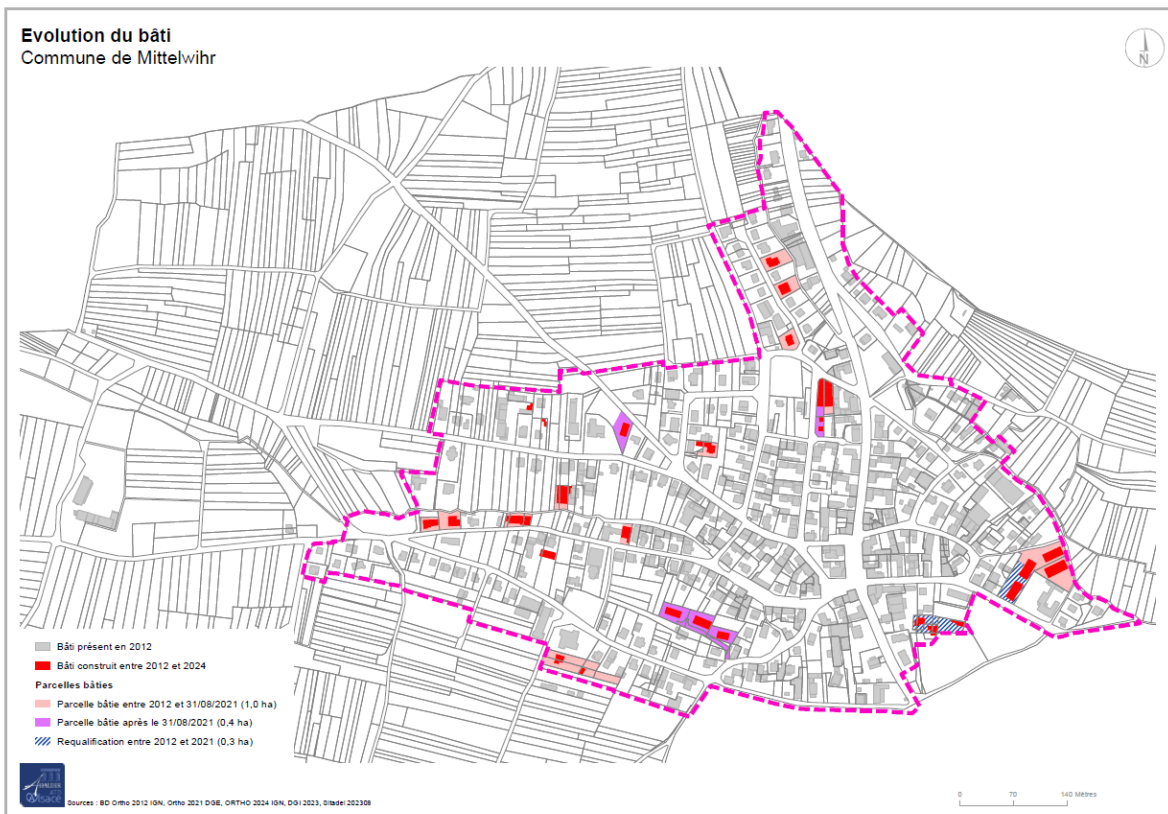 Evolution du bâti
Commune de Mittelwihr
N
Bâti présent en 2012
Bâti construit entre 2012 et 2024
Parcelles bâties
Parcelle bâtie entre 2012 et 31/08/2021 (1,0 ha)
Parcelle bâtie après le 31/08/2021 (0,4 ha)
Requalification entre 2012 et 2021 (0,3 ha)
Alsace
Sources : BD Ortho 2012 IGN, Ortho 2021 DGE, ORTHO 2024 IGN, DGI 2023, Sitadel 202308
0 70 140 Mètres